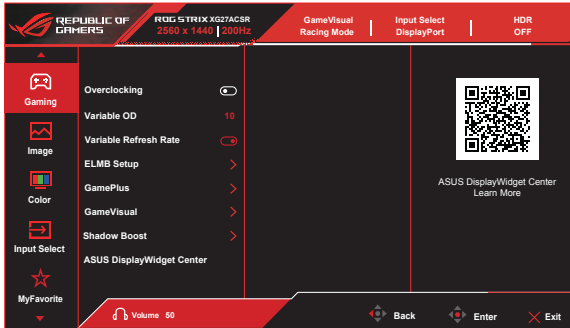 REPUBLIC OF
GAMERS
ROG STRIX XG27ACSR
2560 x 1440 200Hz
GameVisual
Racing Mode
Input Select
DisplayPort
HDR
OFF
Gaming
Image
Color
Input Select
MyFavorite
Overclocking
Variable OD 10
Variable Refresh Rate
ELMB Setup
GamePlus
GameVisual
Shadow Boost
ASUS DisplayWidget Center
ASUS DisplayWidget Center
Learn More
Volume 50
Back
Enter
Exit